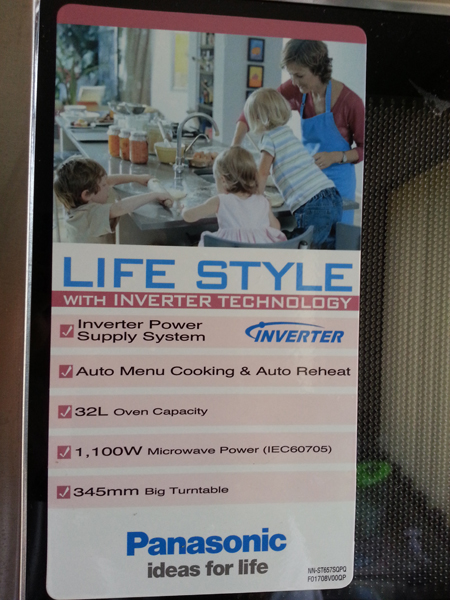 LIFE STYLE
WITH INVERTER TECHNOLOGY
Inverter Power
Supply System
INVERTER
Auto Menu Cooking & Auto Reheat
32L Oven Capacity
1,100W Microwave Power (IEC60705)
345mm Big Turntable
Panasonic
ideas for life
NN-ST657SQPQ
F01708V00QP